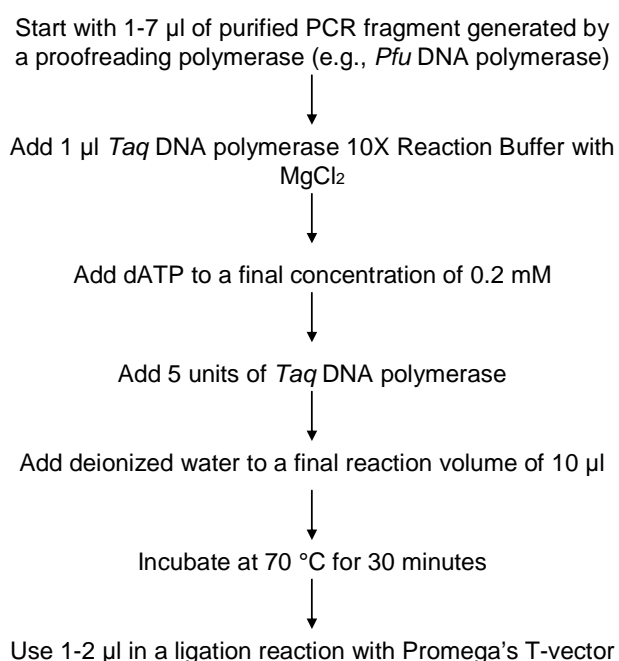 Start with 1-7 µl of purified PCR fragment generated by
a proofreading polymerase (e.g., Pfu DNA polymerase)
Add 1 µl Taq DNA polymerase 10X Reaction Buffer with
MgCl₂
Add dATP to a final concentration of 0.2 mM
Add 5 units of Taq DNA polymerase
Add deionized water to a final reaction volume of 10 µl
Incubate at 70 °C for 30 minutes
Use 1-2 µl in a ligation reaction with Promega's T-vector